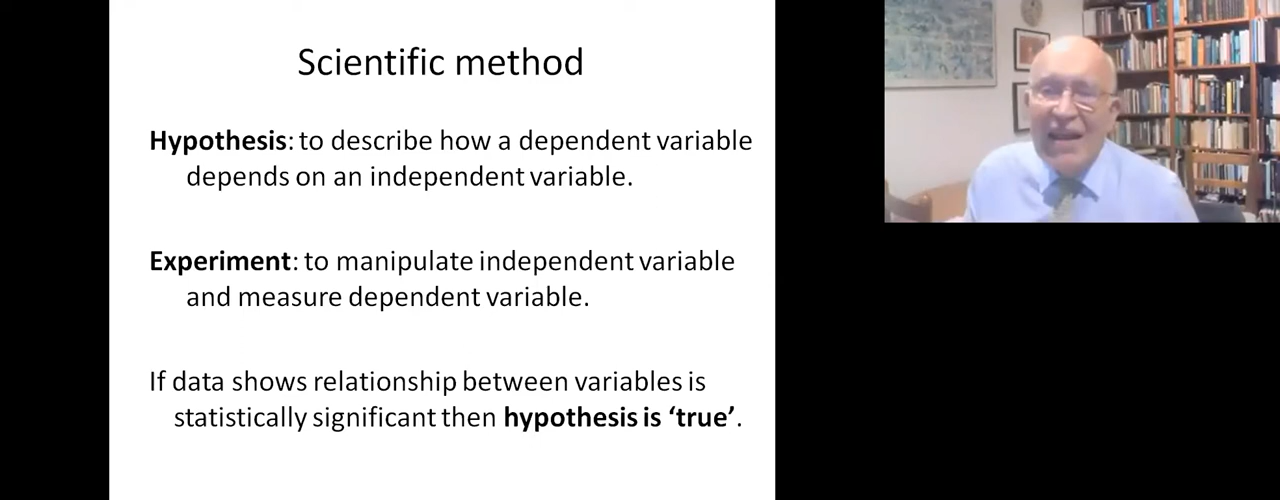 Scientific method
Hypothesis: to describe how a dependent variable
depends on an independent variable.
Experiment: to manipulate independent variable
and measure dependent variable.
If data shows relationship between variables is
statistically significant then hypothesis is ‘true’.